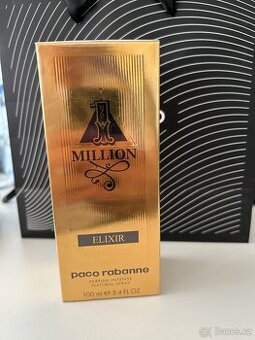 1
MILLION
ELIXIR
paco rabanne
PARFUM INTENSE
NATURAL SPRAY
100 ml e 3.4 FL.OZ
Bazos.cz